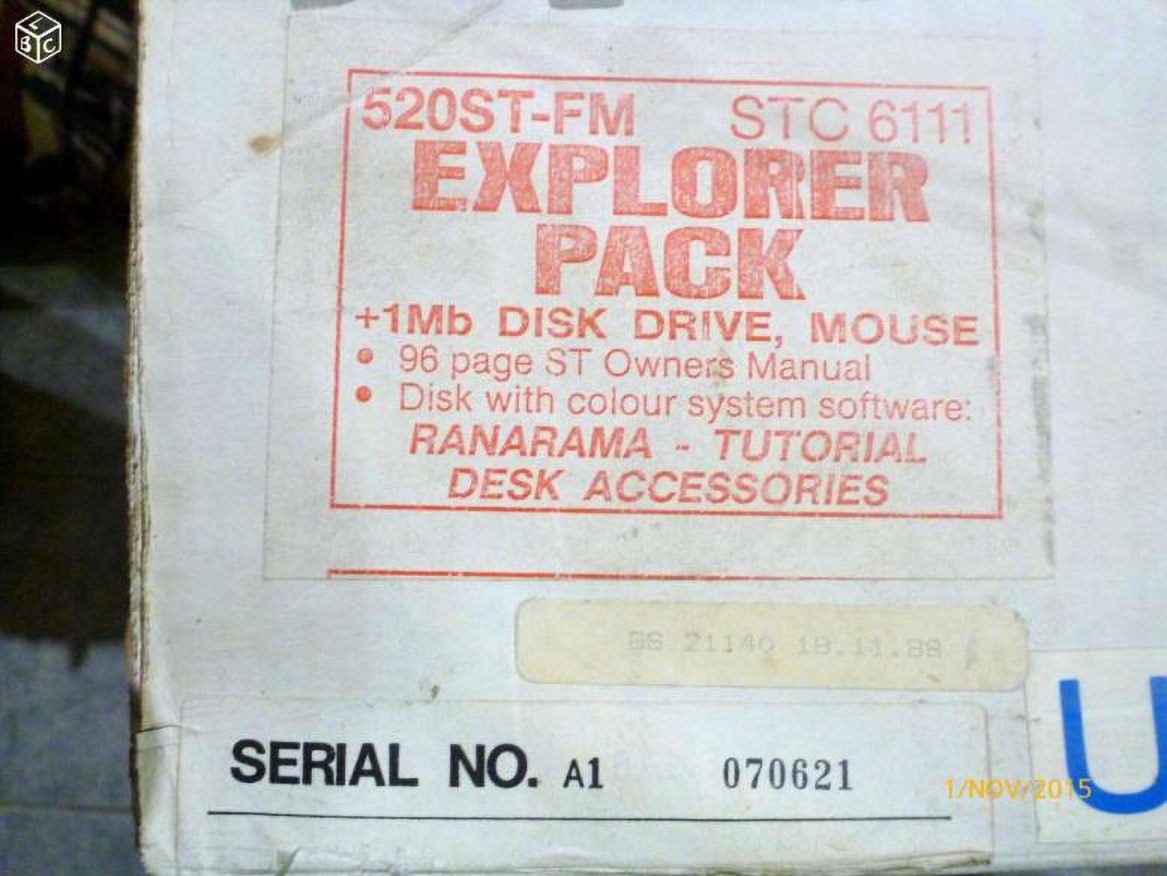 LBC
520ST-FM STC 6111
EXPLORER
PACK
+1Mb DISK DRIVE, MOUSE
• 96 page ST Owners Manual
• Disk with colour system software:
RANARAMA - TUTORIAL
DESK ACCESSORIES
21140 18.11.88
SERIAL NO. A1 070621
1/NOV/2015
U